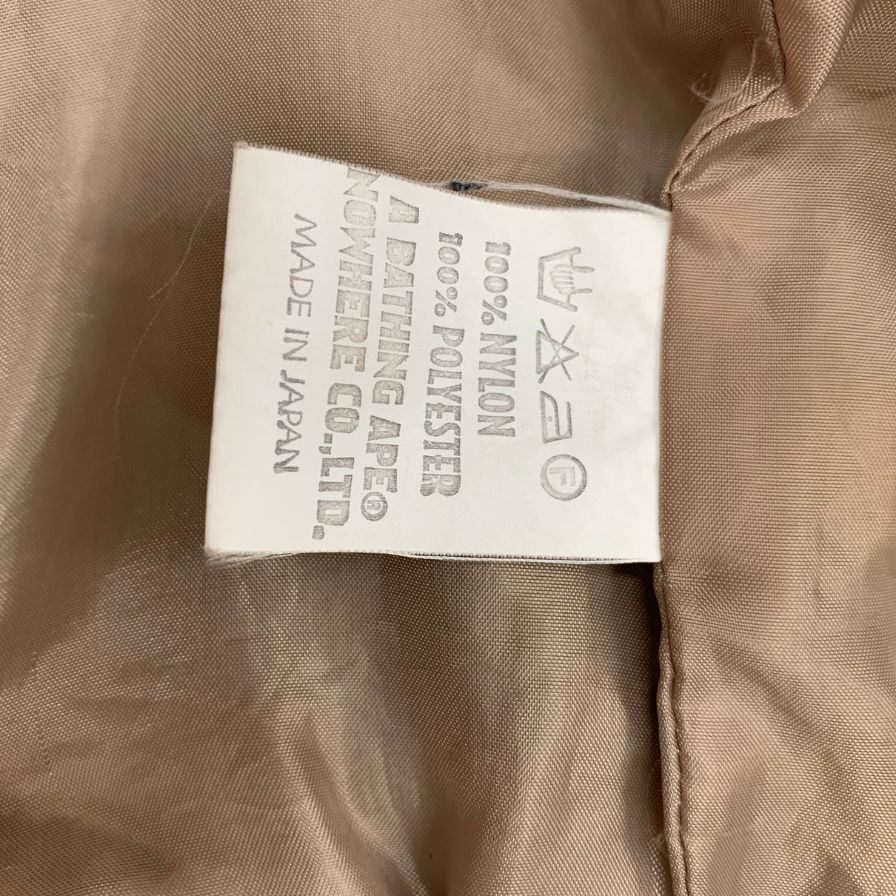 F
100% NYLON
100% POLYESTER
A BATHING APE®
NOWHERE CO.,LTD.
MADE IN JAPAN